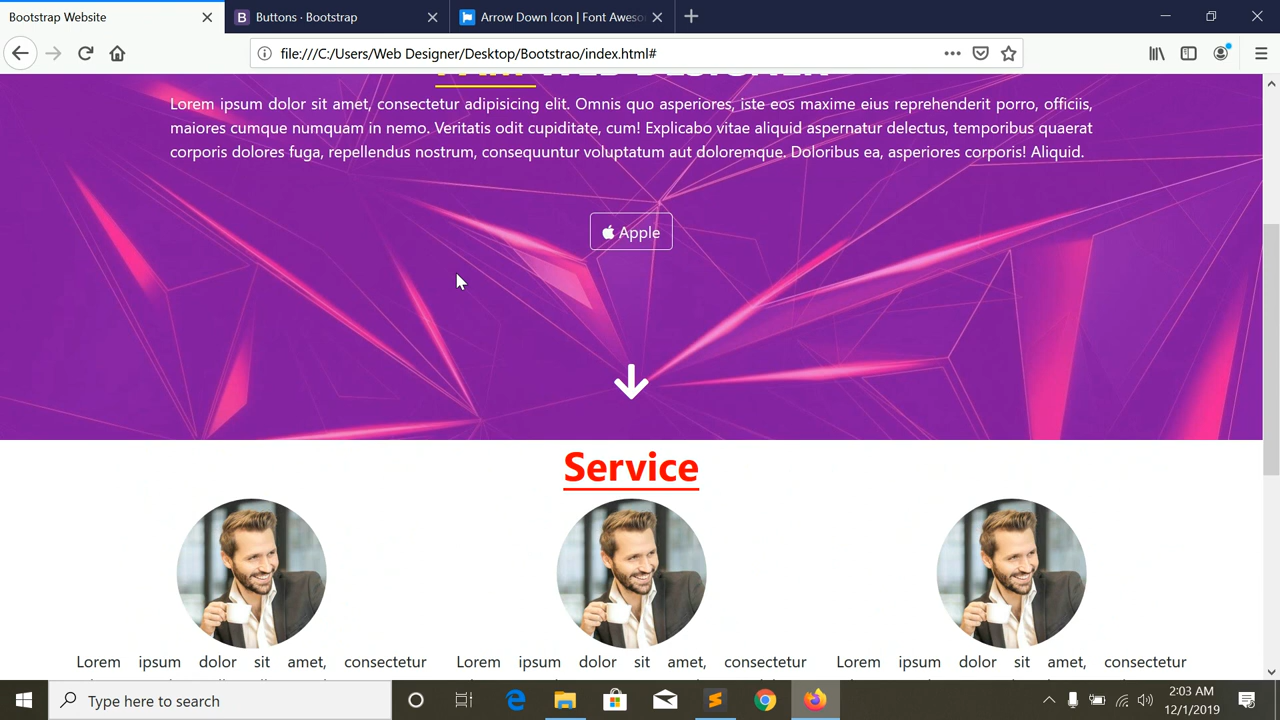 Bootstrap Website
Buttons · Bootstrap
Arrow Down Icon | Font Aweso
file:///C:/Users/Web Designer/Desktop/Bootstrao/index.html#
I AM WEB DESIGNER
Lorem ipsum dolor sit amet, consectetur adipisicing elit. Omnis quo asperiores, iste eos maxime eius reprehenderit porro, officiis,
maiores cumque numquam in nemo. Veritatis odit cupiditate, cum! Explicabo vitae aliquid aspernatur delectus, temporibus quaerat
corporis dolores fuga, repellendus nostrum, consequuntur voluptatum aut doloremque. Doloribus ea, asperiores corporis! Aliquid.
Apple
Service
Lorem ipsum dolor sit amet, consectetur
Lorem ipsum dolor sit amet, consectetur
Lorem ipsum dolor sit amet, consectetur
Type here to search
2:03 AM
12/1/2019